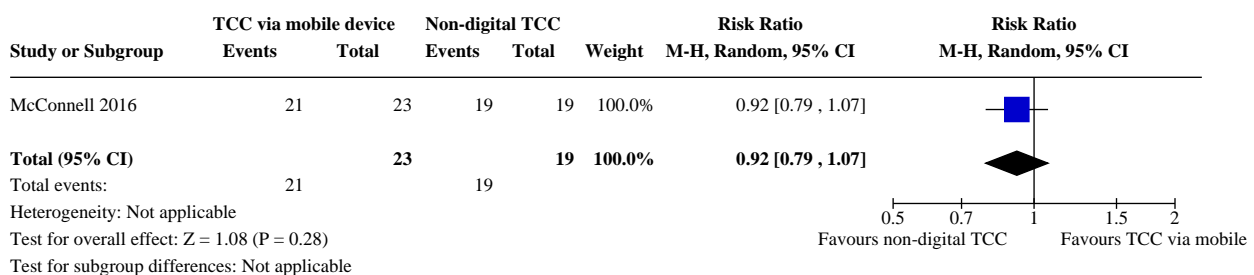 TCC via mobile device Non-digital TCC Risk Ratio Risk Ratio
Study or Subgroup Events Total Events Total Weight M-H, Random, 95% CI M-H, Random, 95% CI
McConnell 2016 21 23 19 19 100.0% 0.92 [0.79 , 1.07]
Total (95% CI) 23 19 100.0% 0.92 [0.79 , 1.07]
Total events: 21 19
Heterogeneity: Not applicable
0.5 0.7 1 1.5 2
Test for overall effect: Z = 1.08 (P = 0.28) Favours non-digital TCC Favours TCC via mobile
Test for subgroup differences: Not applicable